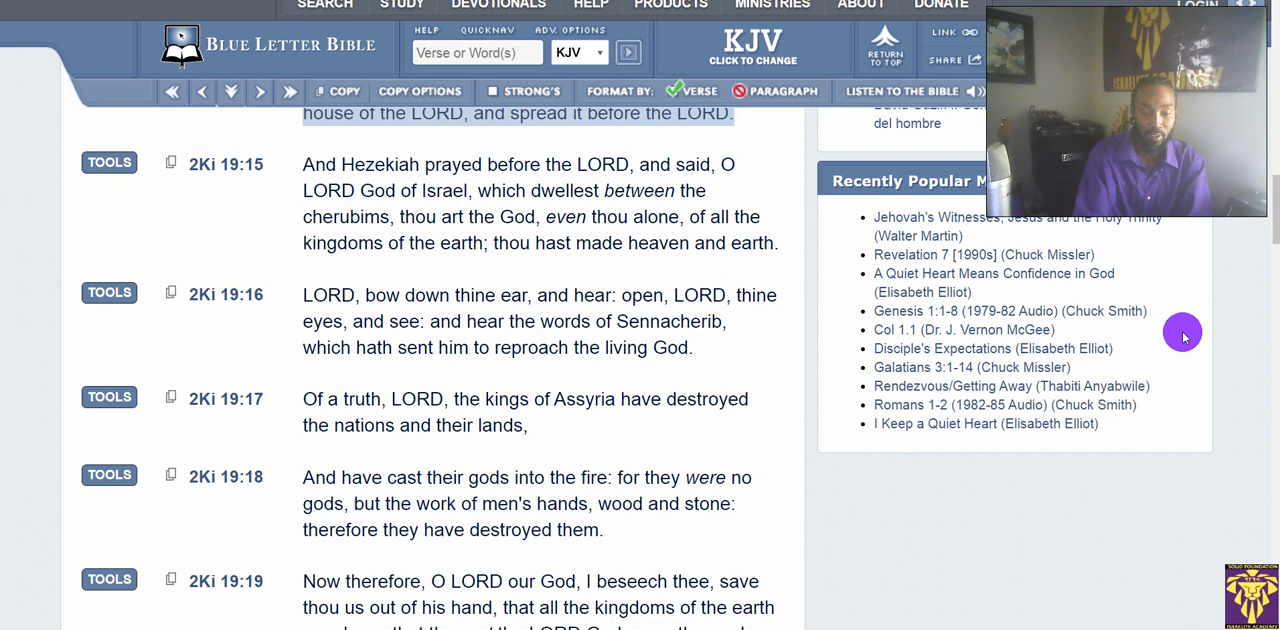 SEARCH STUDY DEVOTIONALS HELP PRODUCTS MINISTRIES ABOUT DONATE LOGIN
BLUE LETTER BIBLE
HELP QUICKNAV ADV. OPTIONS
Verse or Word(s) KJV
KJV
CLICK TO CHANGE
RETURN
TO TOP
LINK
SHARE
COPY COPY OPTIONS STRONG'S FORMAT BY: VERSE PARAGRAPH LISTEN TO THE BIBLE
house of the LORD, and spread it before the LORD.
TOOLS 2Ki 19:15 And Hezekiah prayed before the LORD, and said, O
LORD God of Israel, which dwellest between the
cherubims, thou art the God, even thou alone, of all the
kingdoms of the earth; thou hast made heaven and earth.
TOOLS 2Ki 19:16 LORD, bow down thine ear, and hear: open, LORD, thine
eyes, and see: and hear the words of Sennacherib,
which hath sent him to reproach the living God.
TOOLS 2Ki 19:17 Of a truth, LORD, the kings of Assyria have destroyed
the nations and their lands,
TOOLS 2Ki 19:18 And have cast their gods into the fire: for they were no
gods, but the work of men's hands, wood and stone:
therefore they have destroyed them.
TOOLS 2Ki 19:19 Now therefore, O LORD our God, I beseech thee, save
thou us out of his hand, that all the kingdoms of the earth
del hombre
Recently Popular M
Jehovah's Witnesses, Jesus and the Holy Trinity
(Walter Martin)
Revelation 7 [1990s] (Chuck Missler)
A Quiet Heart Means Confidence in God
(Elisabeth Elliot)
Genesis 1:1-8 (1979-82 Audio) (Chuck Smith)
Col 1.1 (Dr. J. Vernon McGee)
Disciple's Expectations (Elisabeth Elliot)
Galatians 3:1-14 (Chuck Missler)
Rendezvous/Getting Away (Thabiti Anyabwile)
Romans 1-2 (1982-85 Audio) (Chuck Smith)
I Keep a Quiet Heart (Elisabeth Elliot)
ISRAELITE ACADEMY
SOLID FOUNDATION
ISRAELITE ACADEMY